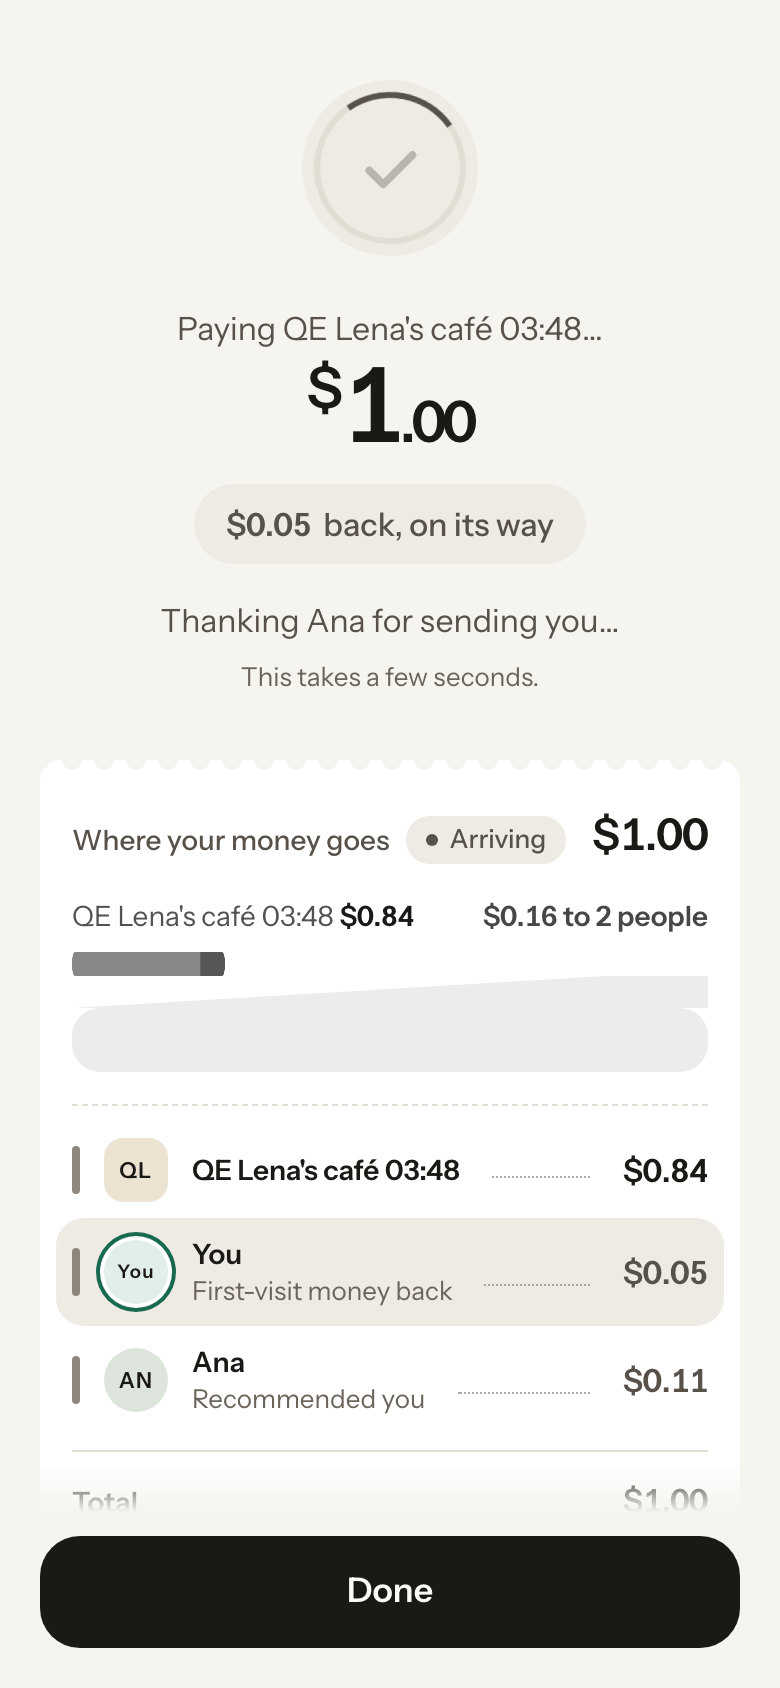 Paying QE Lena's café 03:48...
$1.00
$0.05 back, on its way
Thanking Ana for sending you...
This takes a few seconds.
Where your money goes
Arriving
$1.00
QE Lena's café 03:48 $0.84
$0.16 to 2 people
QL
QE Lena's café 03:48
$0.84
You
You
First-visit money back
$0.05
AN
Ana
Recommended you
$0.11
Total
$1.00
Done